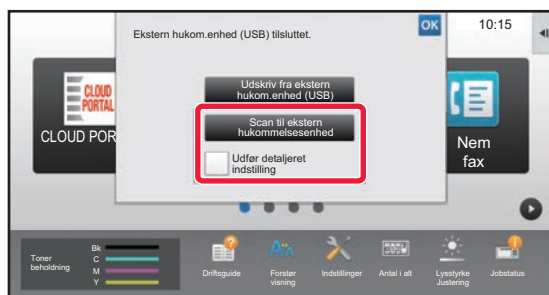 Ekstern hukom.enhed (USB) tilsluttet.
OK
10:15
Udskriv fra ekstern
hukom.enhed (USB)
CLOUD
PORTAL
Scan til ekstern
hukommelsesenhed
CLOUD POR
Nem
fax
Udfør detaljeret
indstilling
Toner
beholdning
Bk
C
M
Y
Driftsguide
Forstør
visning
Indstillinger
Antal i alt
Lysstyrke
Justering
Jobstatus